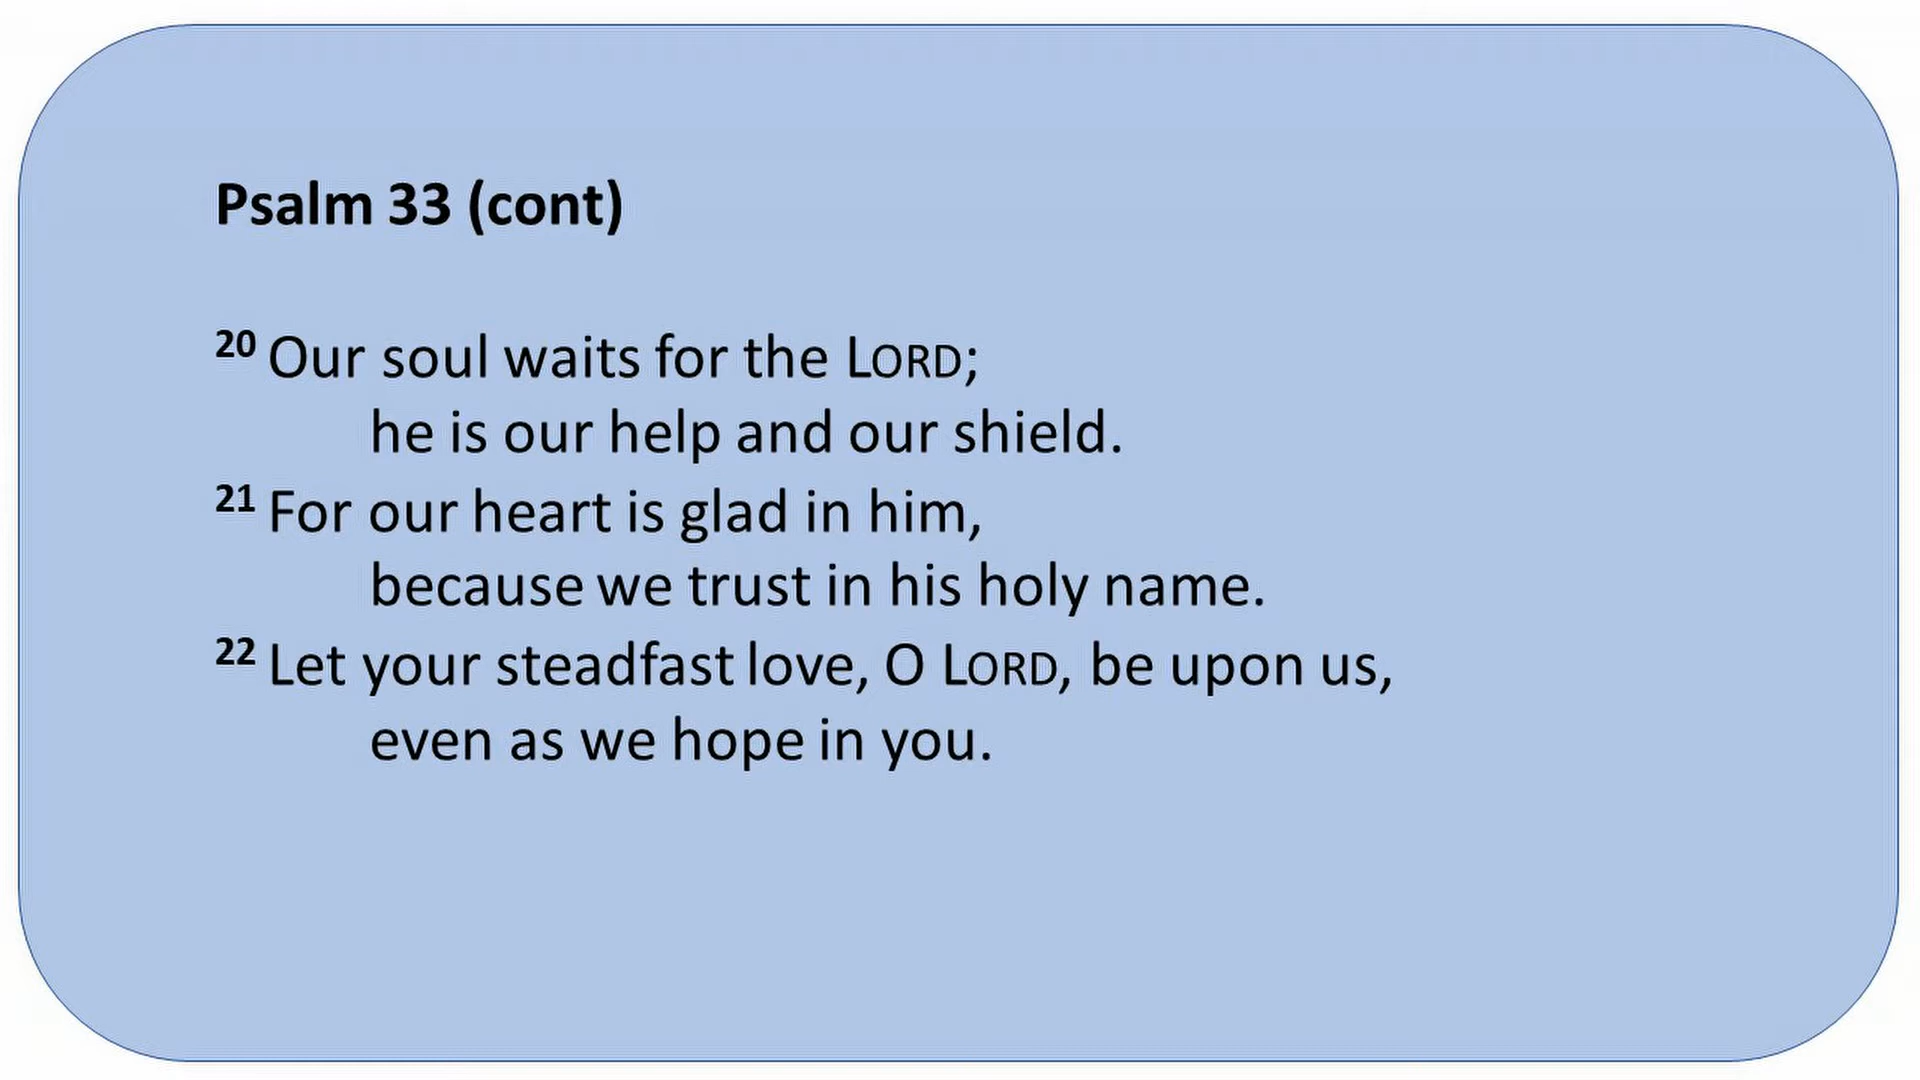 Psalm 33 (cont)
20 Our soul waits for the LORD;
he is our help and our shield.
21 For our heart is glad in him,
because we trust in his holy name.
22 Let your steadfast love, O LORD, be upon us,
even as we hope in you.